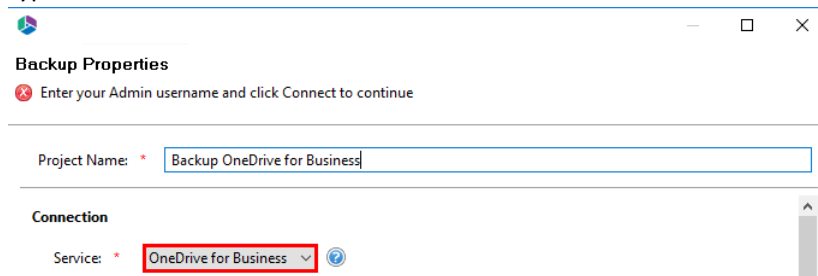 Backup Properties
Enter your Admin username and click Connect to continue
Project Name: * Backup OneDrive for Business
Connection
Service: * OneDrive for Business